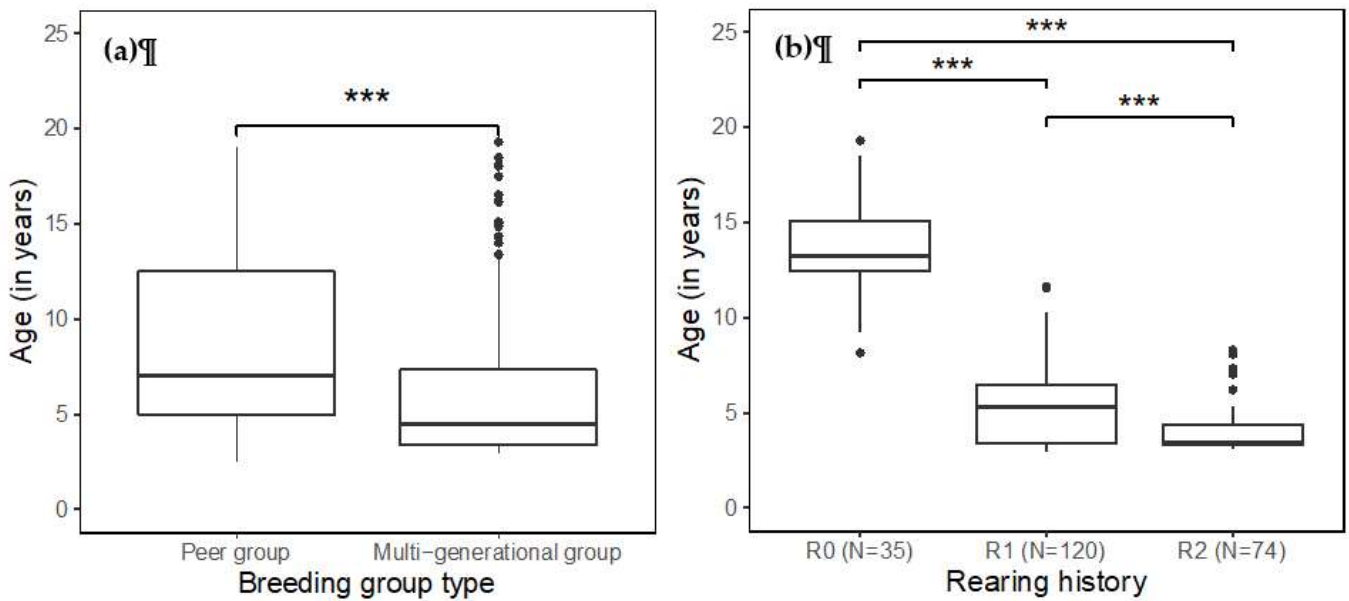 (a)¶
***
25
20
15
10
5
0
Age (in years)
Peer group
Multi-generational group
Breeding group type
(b)¶
***
***
***
25
20
15
10
5
0
Age (in years)
R0 (N=35)
R1 (N=120)
R2 (N=74)
Rearing history